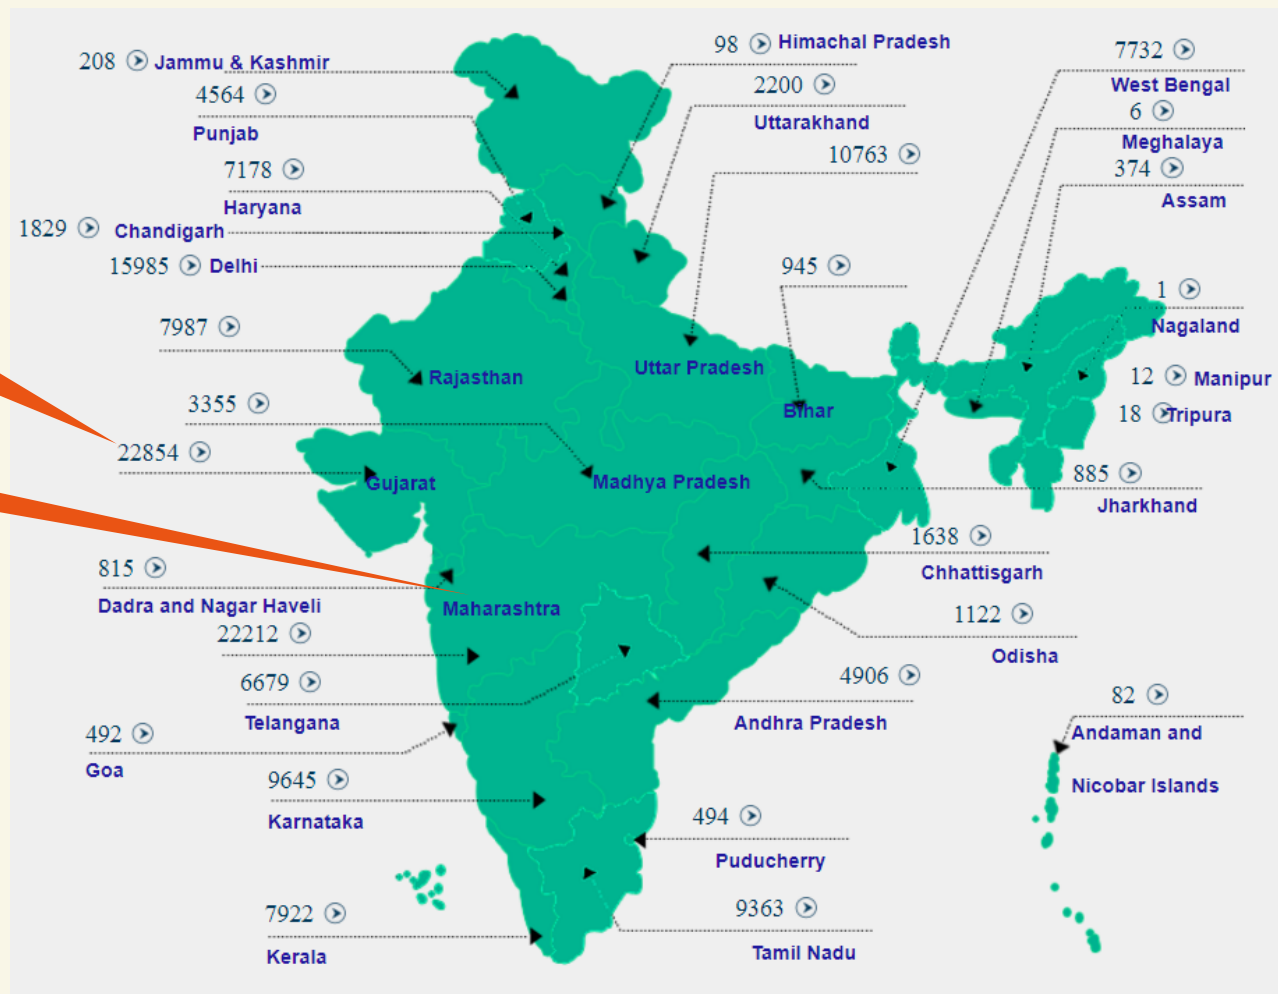 208 Jammu & Kashmir
4564
Punjab
7178
Haryana
1829 Chandigarh
15985 Delhi
7987
Rajasthan
3355
Madhya Pradesh
22854
Gujarat
815
Dadra and Nagar Haveli
Maharashtra
22212
6679
Telangana
492
Goa
9645
Karnataka
7922
Kerala
98 Himachal Pradesh
2200
Uttarakhand
10763
Uttar Pradesh
945
Bihar
7732
West Bengal
6
Meghalaya
374
Assam
1
Nagaland
12 Manipur
18 Tripura
885
Jharkhand
1638
Chhattisgarh
1122
Odisha
4906
Andhra Pradesh
82
Andaman and
Nicobar Islands
494
Puducherry
9363
Tamil Nadu